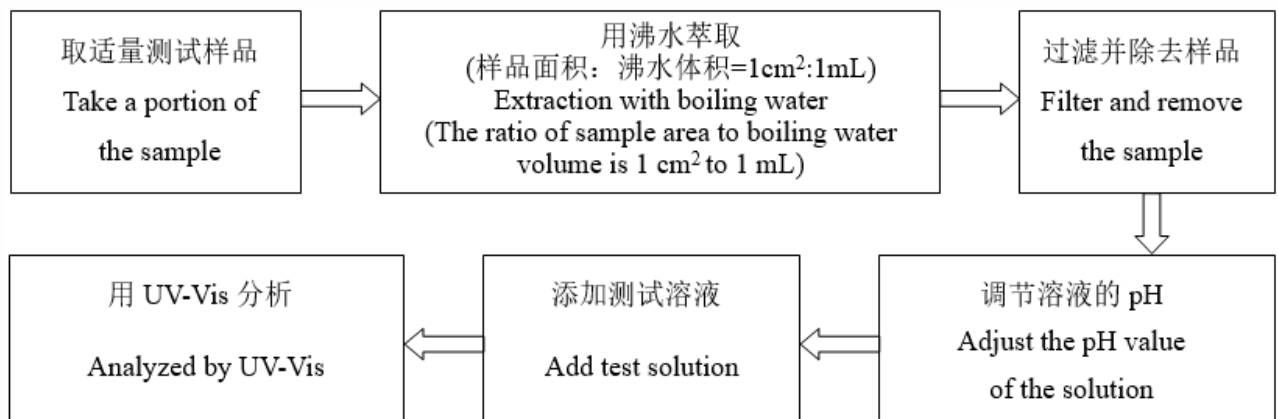 取适量测试样品
Take a portion of
the sample
用沸水萃取
(样品面积：沸水体积=1cm²:1mL)
Extraction with boiling water
(The ratio of sample area to boiling water
volume is 1 cm² to 1 mL)
过滤并除去样品
Filter and remove
the sample
调节溶液的 pH
Adjust the pH value
of the solution
添加测试溶液
Add test solution
用 UV-Vis 分析
Analyzed by UV-Vis